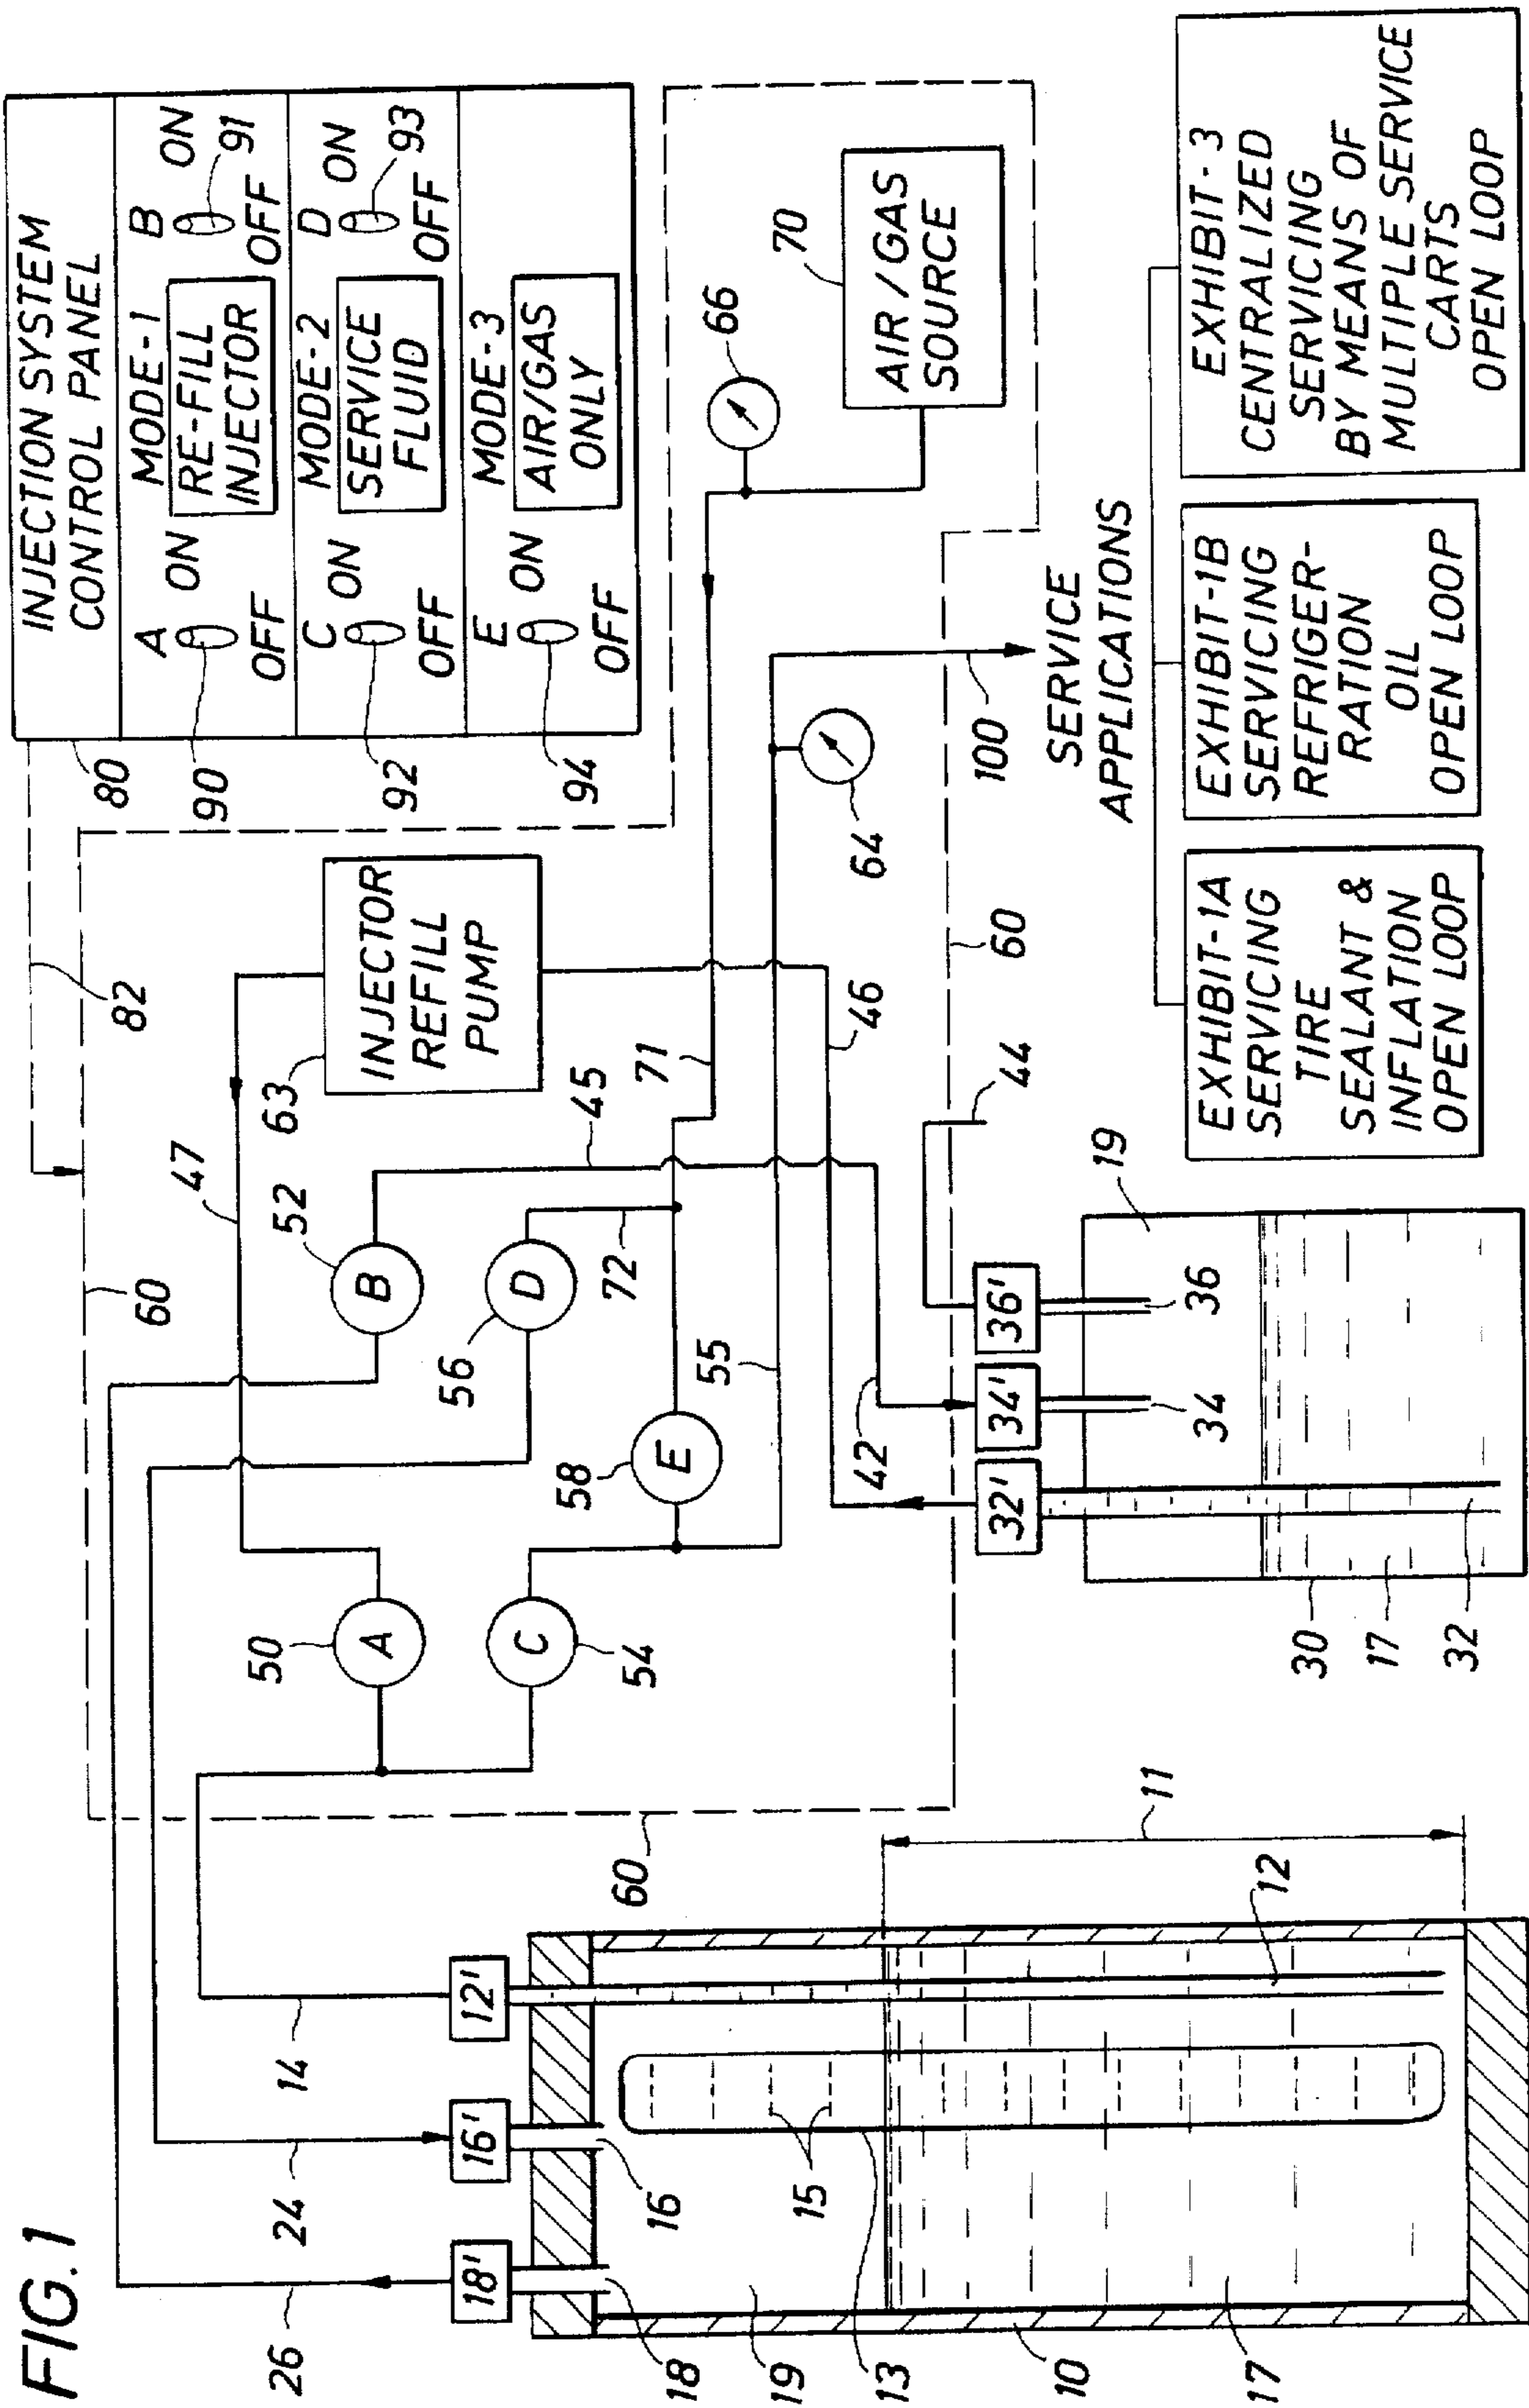 FIG. 1
INJECTION SYSTEM
CONTROL PANEL
A
ON
OFF
90
MODE-1
RE-FILL
INJECTOR
B
ON
OFF
91
C
ON
OFF
92
MODE-2
SERVICE
FLUID
D
ON
OFF
93
E
ON
OFF
94
MODE-3
AIR/GAS
ONLY
80
82
60
47
63
INJECTOR
REFILL
PUMP
52
B
50
A
56
D
72
45
71
58
E
54
C
55
42
46
44
60
60
64
66
70
AIR / GAS
SOURCE
100
SERVICE
APPLICATIONS
EXHIBIT-1A
SERVICING
TIRE
SEALANT &
INFLATION
OPEN LOOP
EXHIBIT-1B
SERVICING
REFRIGER-
RATION
OIL
OPEN LOOP
EXHIBIT-3
CENTRALIZED
SERVICING
BY MEANS OF
MULTIPLE SERVICE
CARTS
OPEN LOOP
26
24
14
18'
16'
12'
18
16
19
15
13
11
12
10
17
32'
34'
36'
34
36
19
30
17
32